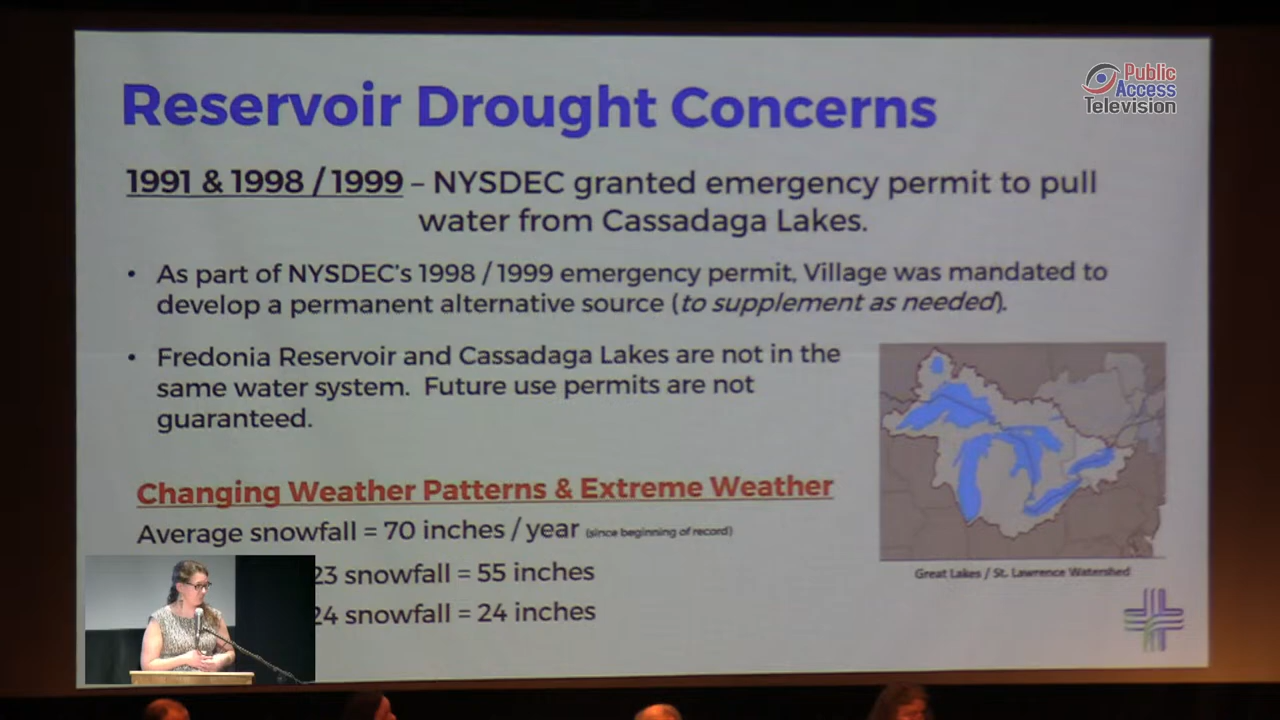 Public
Access
Television
Reservoir Drought Concerns
1991 & 1998 / 1999 – NYSDEC granted emergency permit to pull
water from Cassadaga Lakes.
• As part of NYSDEC's 1998 / 1999 emergency permit, Village was mandated to
develop a permanent alternative source (to supplement as needed).
• Fredonia Reservoir and Cassadaga Lakes are not in the
same water system. Future use permits are not
guaranteed.
Changing Weather Patterns & Extreme Weather
Average snowfall = 70 inches / year (since beginning of record)
23 snowfall = 55 inches
24 snowfall = 24 inches
Great Lakes / St. Lawrence Watershed